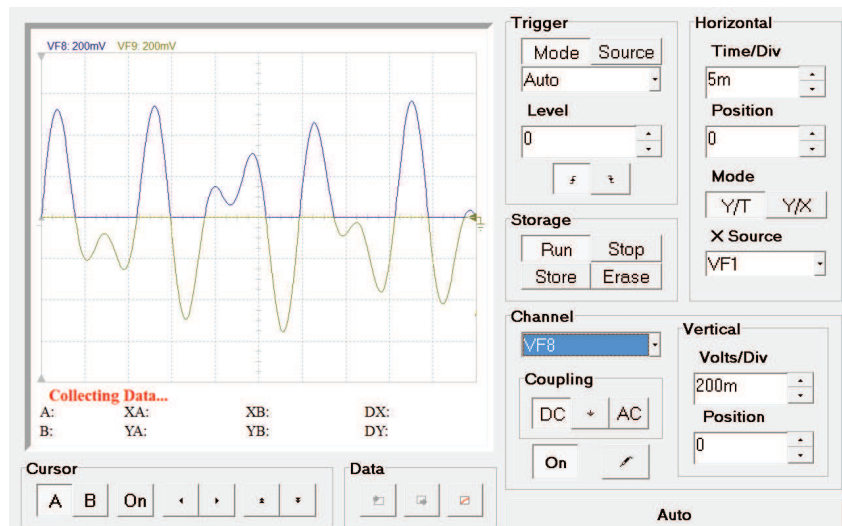 VF8: 200mV VF9: 200mV
Collecting Data...
A: XA: XB: DX:
B: YA: YB: DY:
Cursor
A B On
Data
Trigger
Mode Source
Auto
Level
0
Storage
Run Stop
Store Erase
Horizontal
Time/Div
5m
Position
0
Mode
Y/T Y/X
X Source
VF1
Channel
VF8
Coupling
DC AC
On
Vertical
Volts/Div
200m
Position
0
Auto